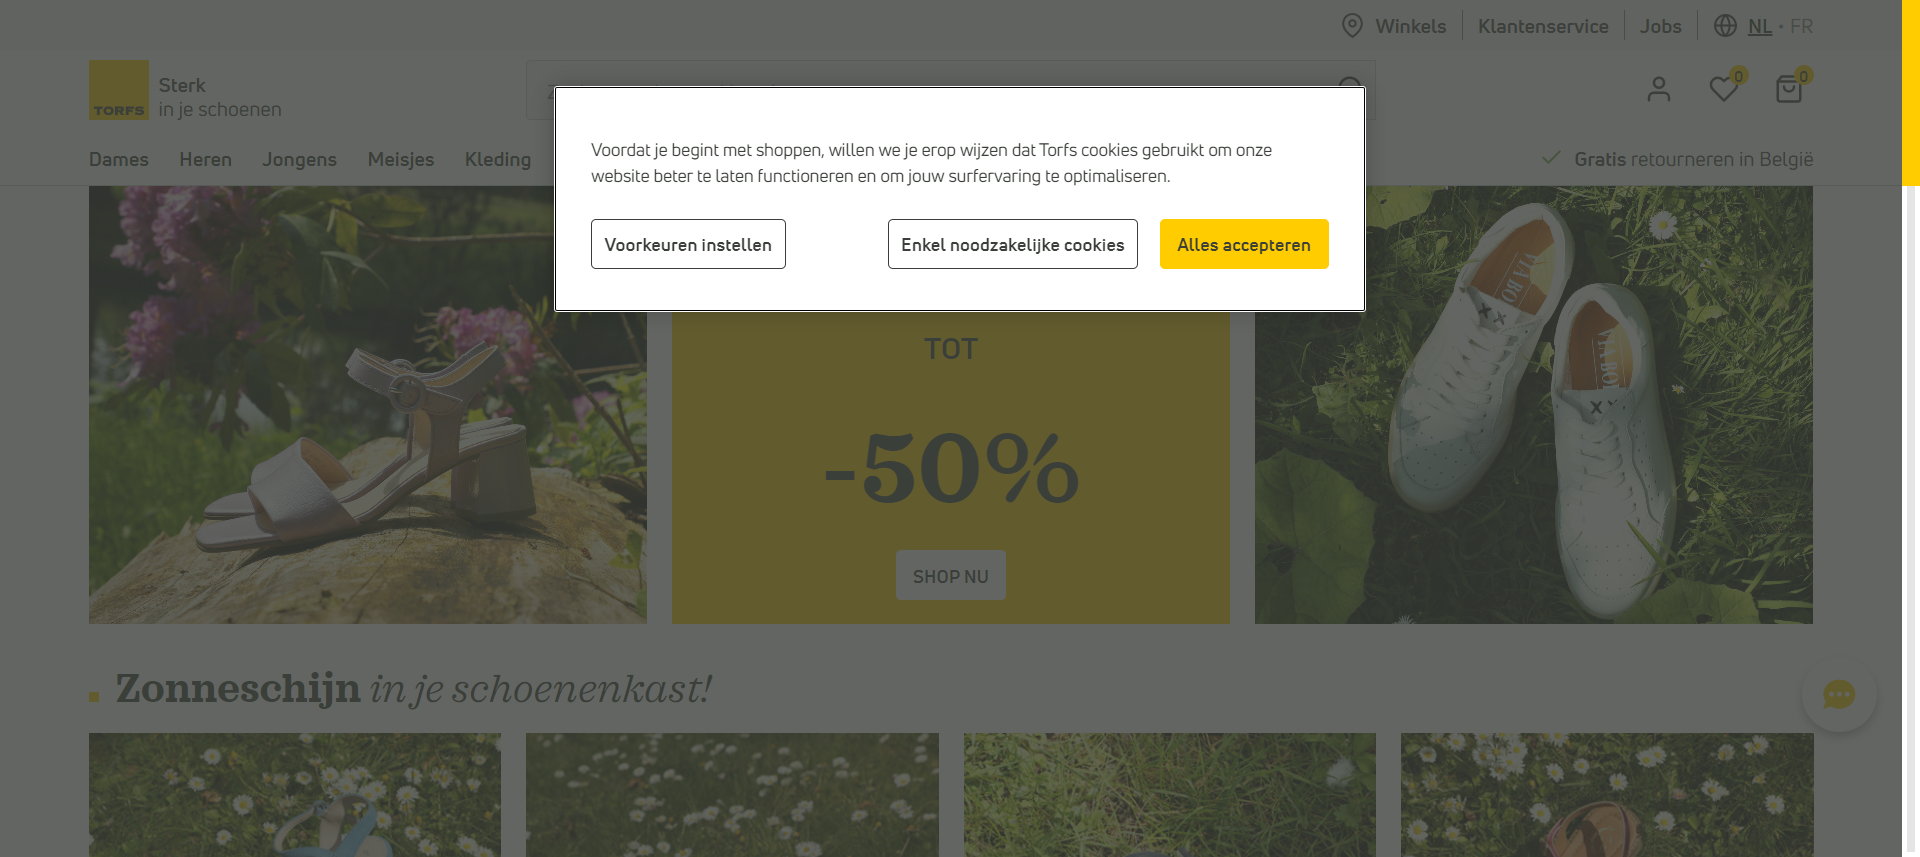 Winkels
Klantenservice
Jobs
NL · FR
TORFS
Sterk
in je schoenen
0
0
Dames
Heren
Jongens
Meisjes
Kleding
Gratis retourneren in België
Voordat je begint met shoppen, willen we je erop wijzen dat Torfs cookies gebruikt om onze
website beter te laten functioneren en om jouw surfervaring te optimaliseren.
Voorkeuren instellen
Enkel noodzakelijke cookies
Alles accepteren
TOT
-50%
SHOP NU
Zonneschijn in je schoenenkast!